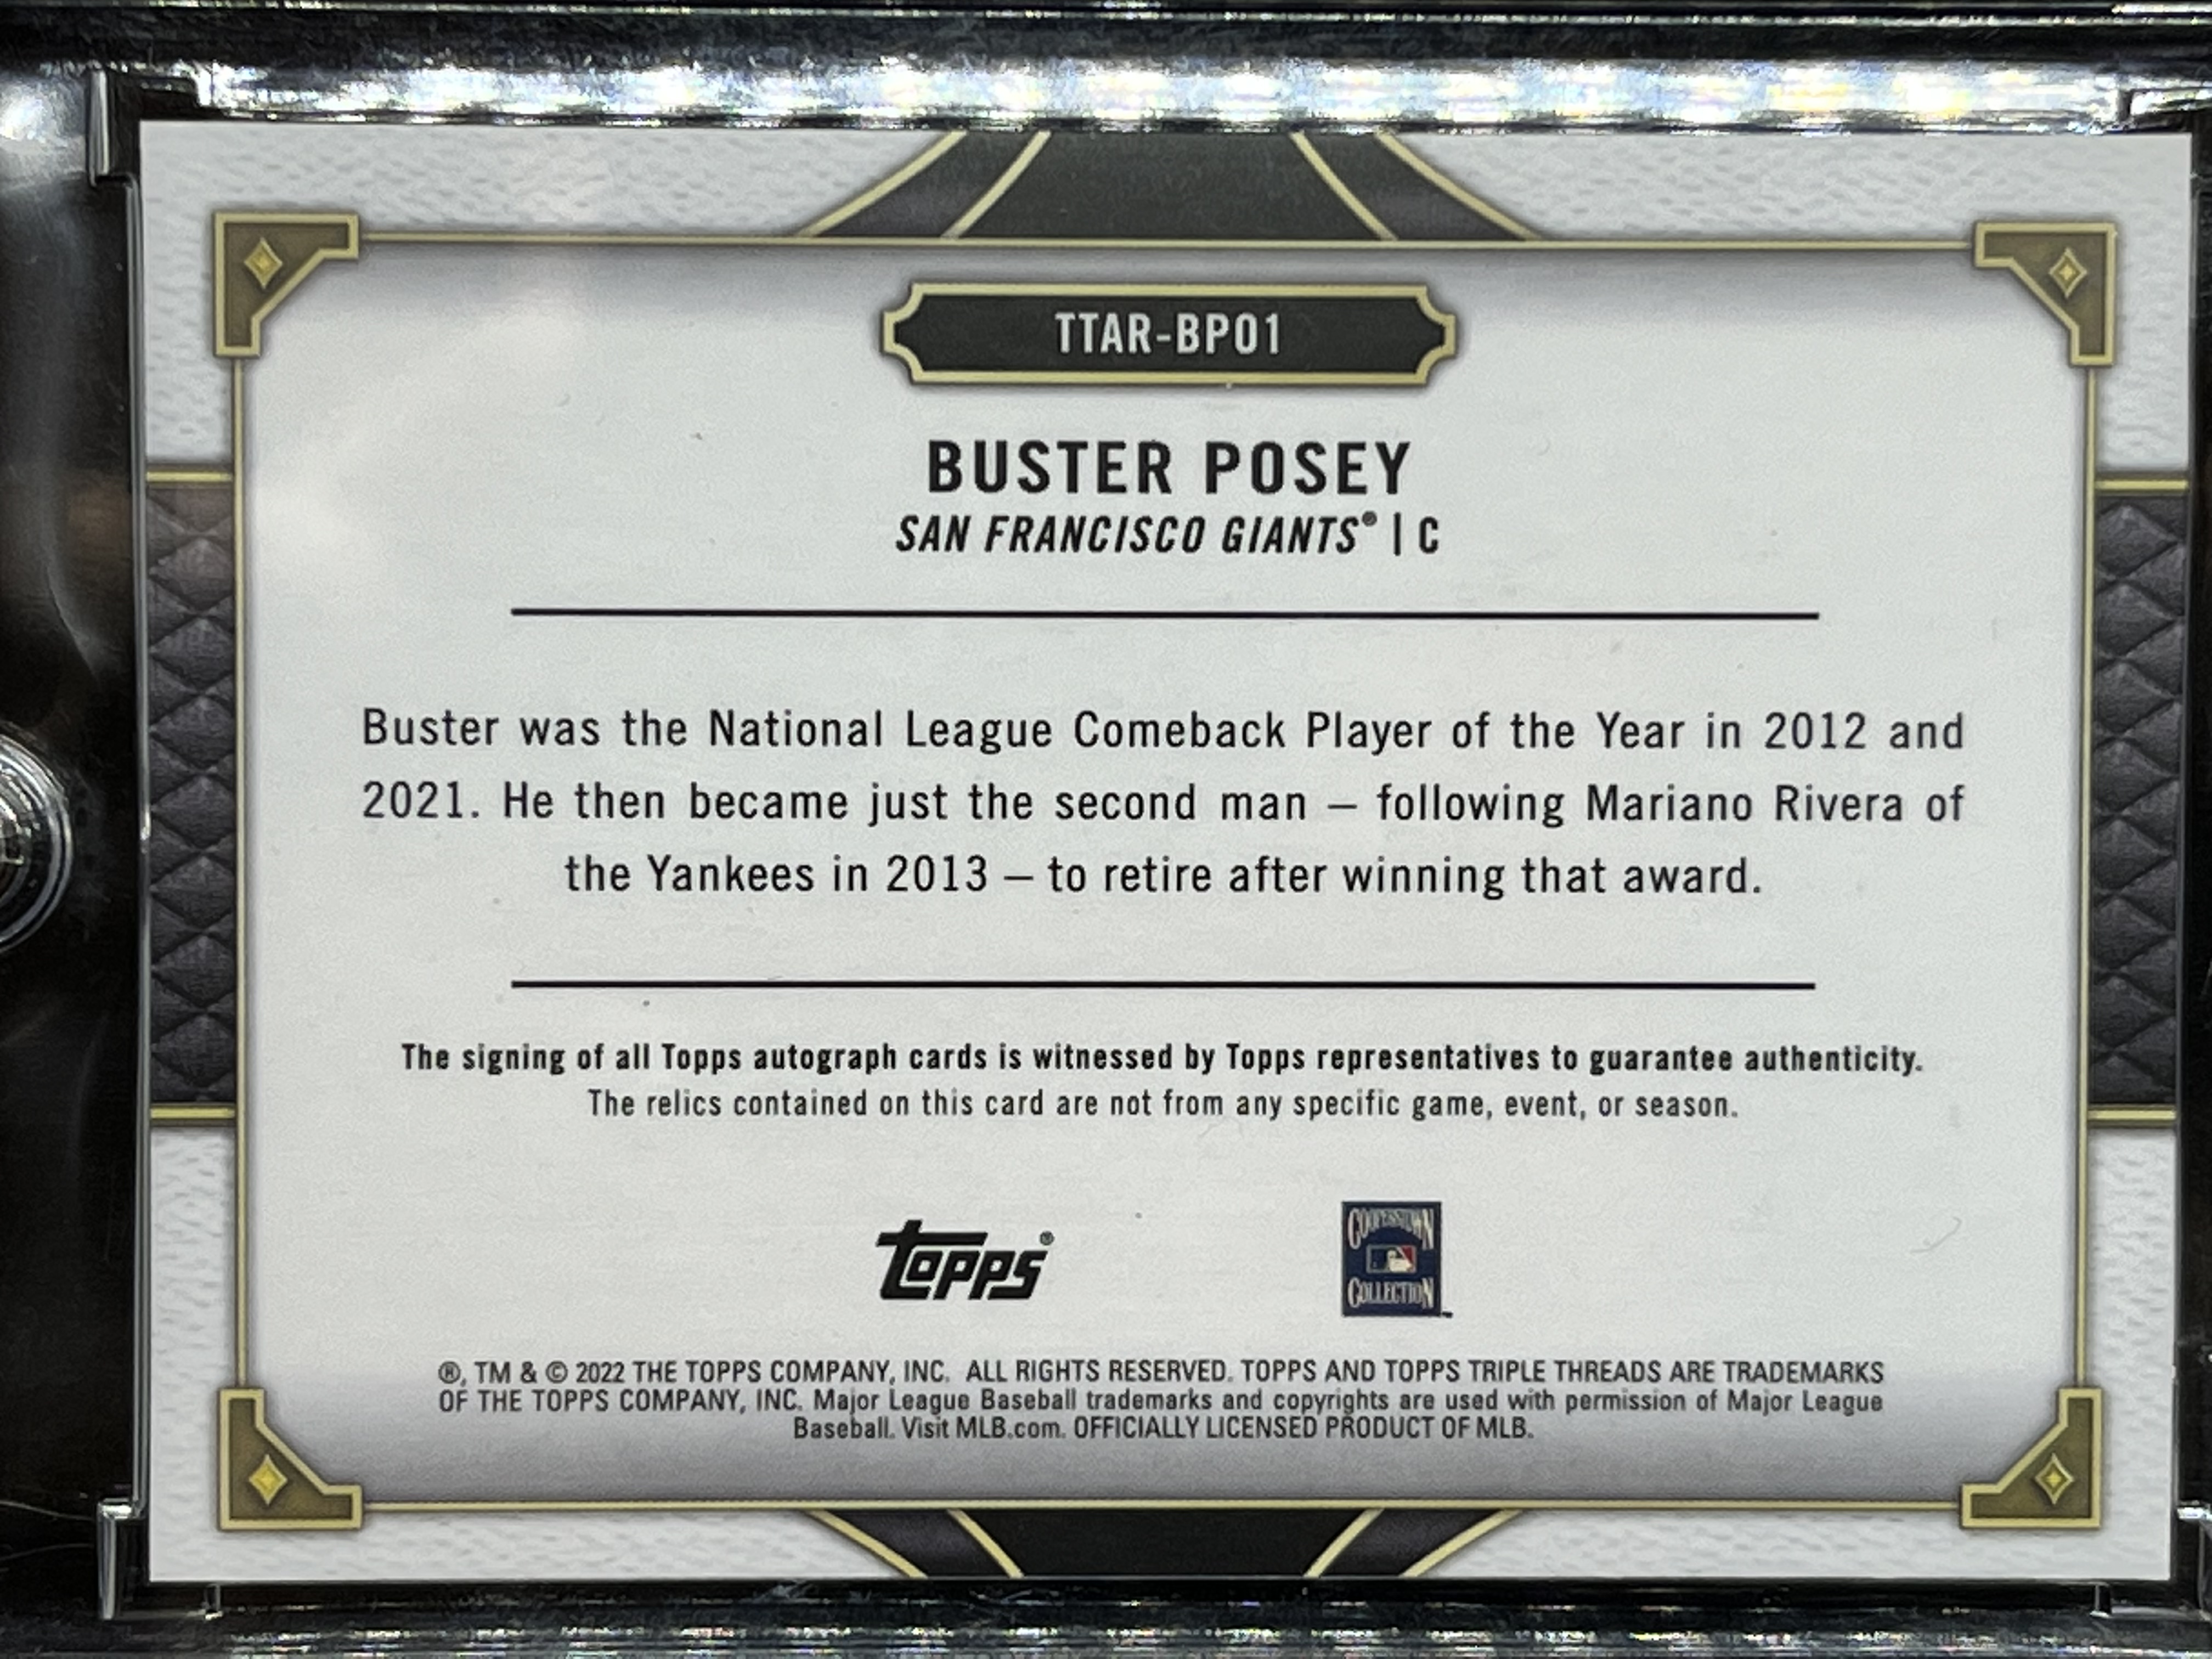 TTAR-BP01
BUSTER POSEY
SAN FRANCISCO GIANTS® | C
Buster was the National League Comeback Player of the Year in 2012 and
2021. He then became just the second man – following Mariano Rivera of
the Yankees in 2013 – to retire after winning that award.
The signing of all Topps autograph cards is witnessed by Topps representatives to guarantee authenticity.
The relics contained on this card are not from any specific game, event, or season.
topps®
COOPERSTOWN
COLLECTION
®, TM & © 2022 THE TOPPS COMPANY, INC. ALL RIGHTS RESERVED. TOPPS AND TOPPS TRIPLE THREADS ARE TRADEMARKS
OF THE TOPPS COMPANY, INC. Major League Baseball trademarks and copyrights are used with permission of Major League
Baseball. Visit MLB.com. OFFICIALLY LICENSED PRODUCT OF MLB.